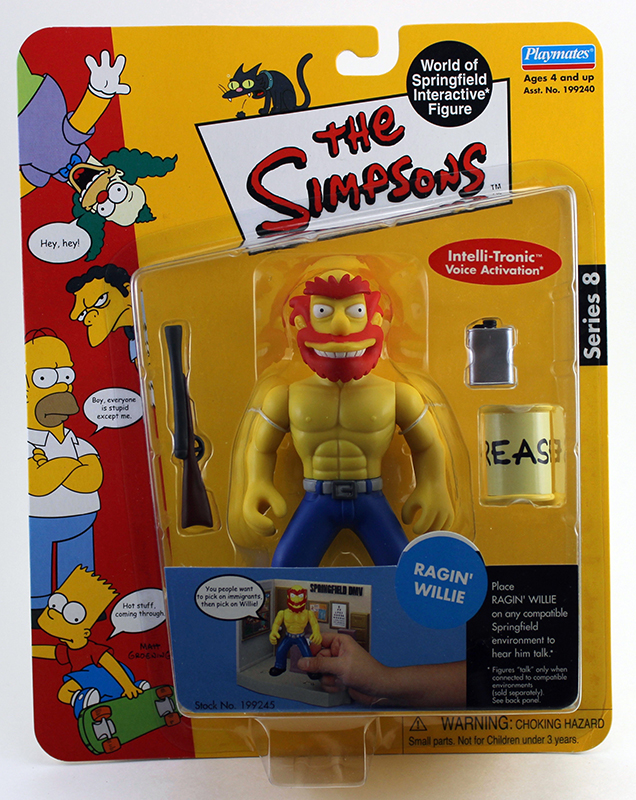 World of
Springfield
Interactive*
Figure
Playmates®
Ages 4 and up
Asst. No. 199240
THE
SIMPSONS
TM
Hey, hey!
Intelli-Tronic™
Voice Activation*
Series 8
Boy, everyone
is stupid
except me.
REASE
Hot stuff,
coming through.
MATT
GROENING
RAGIN'
WILLIE
You people want
to pick on immigrants,
then pick on Willie!
SPRINGFIELD DMV
Place
RAGIN' WILLIE
on any compatible
Springfield
environment to
hear him talk.*
* Figures "talk" only when
connected to compatible
environments
(sold separately).
See back panel.
Stock No. 199245
WARNING: CHOKING HAZARD
Small parts. Not for Children under 3 years.